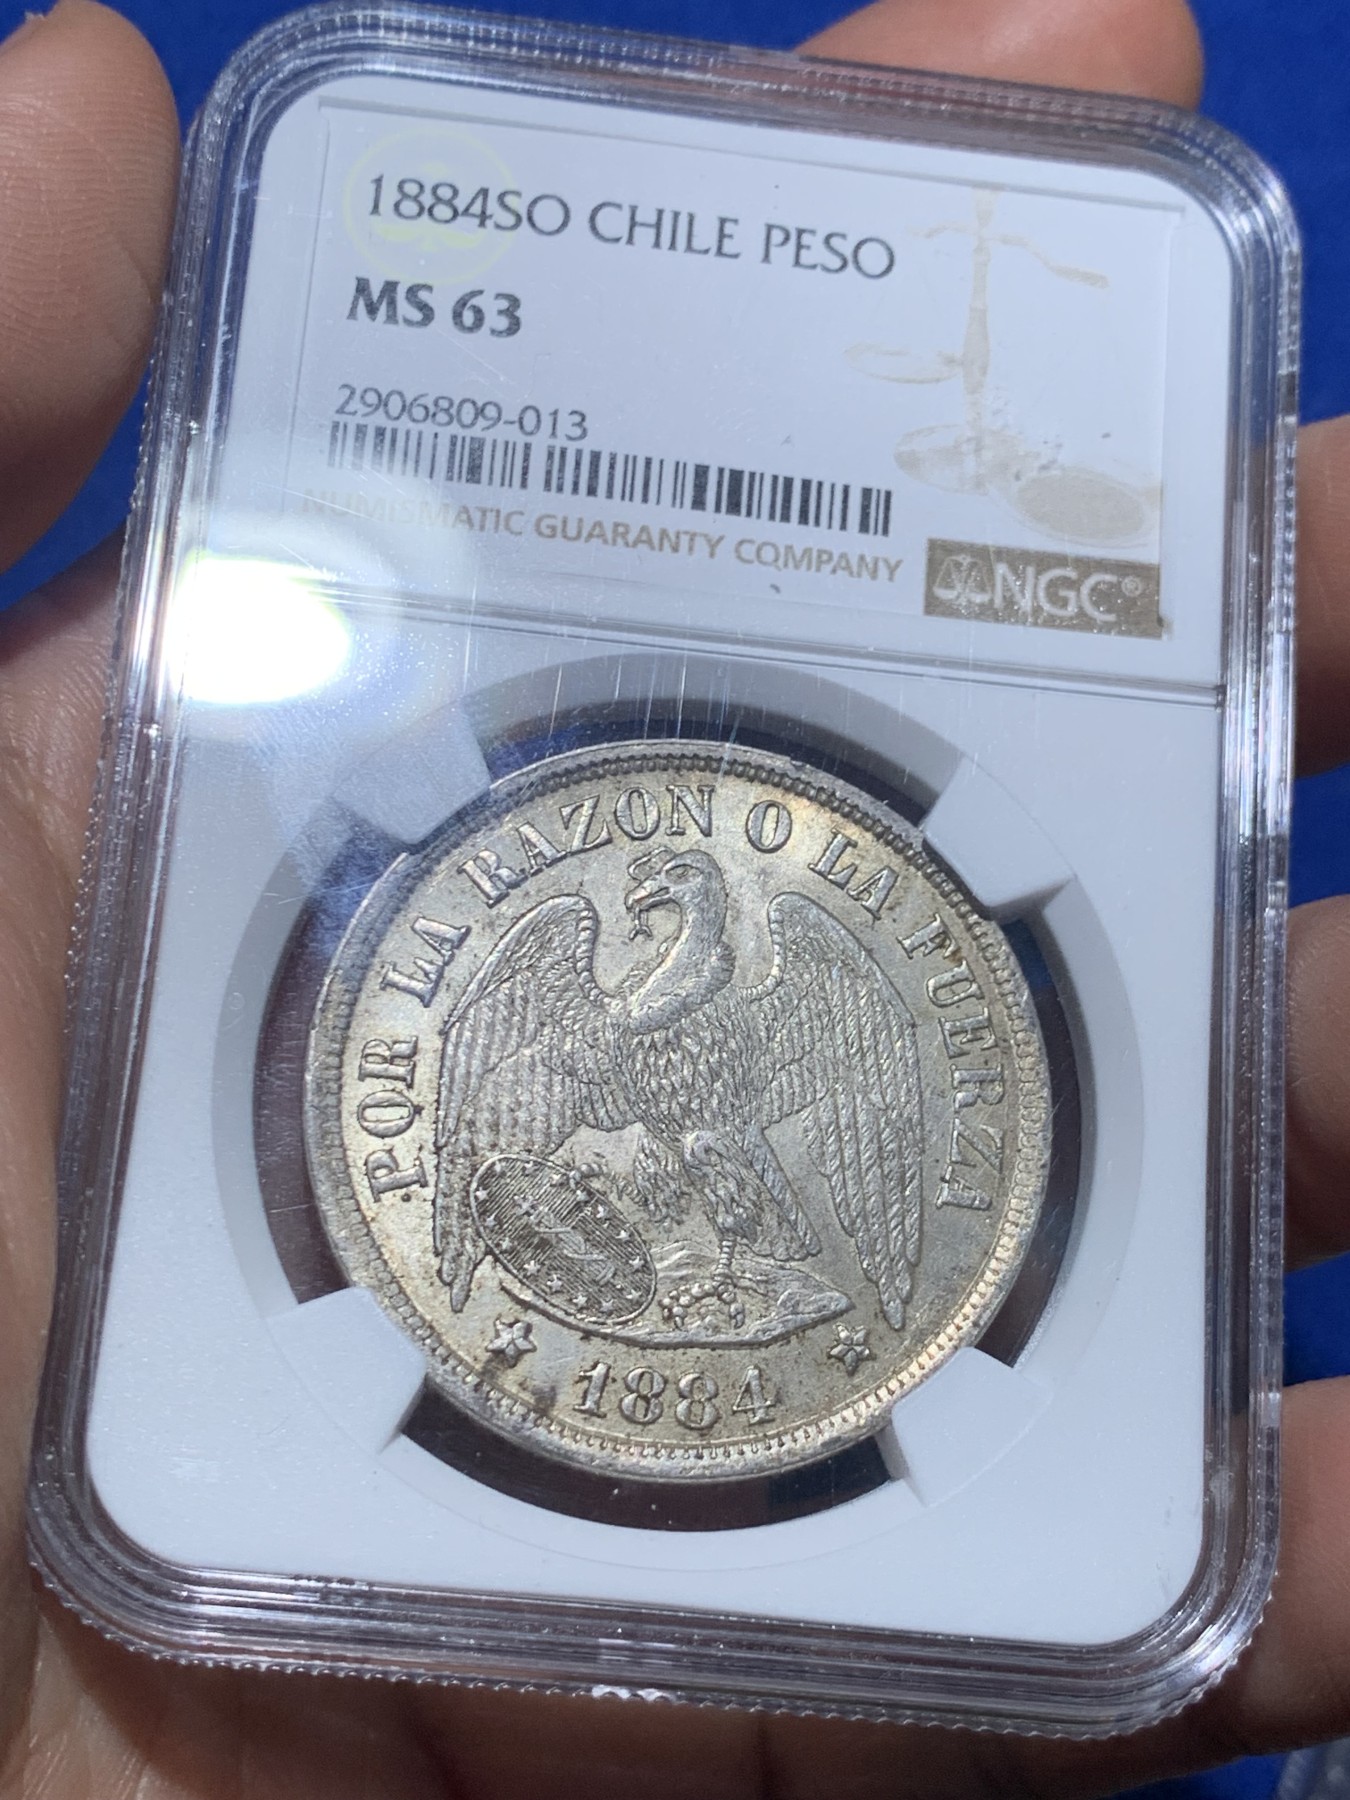 1884SO CHILE PESO
MS 63
2906809-013
NUMISMATIC GUARANTY COMPANY
NGC®
POR LA RAZON O LA FUERZA
1884